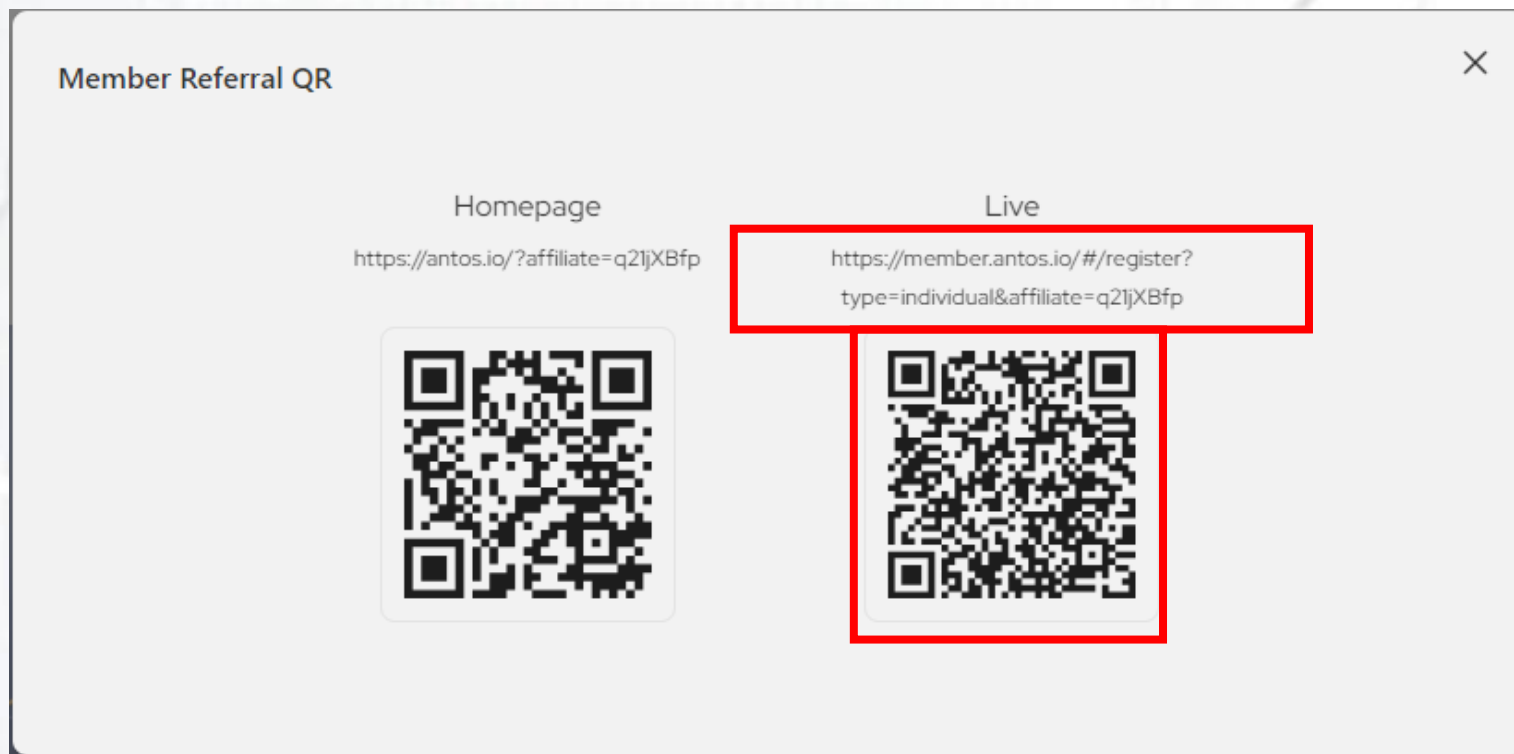 Member Referral QR
Homepage
https://antos.io/?affiliate=q21jXBfp
Live
https://member.antos.io/#/register?
type=individual&affiliate=q21jXBfp